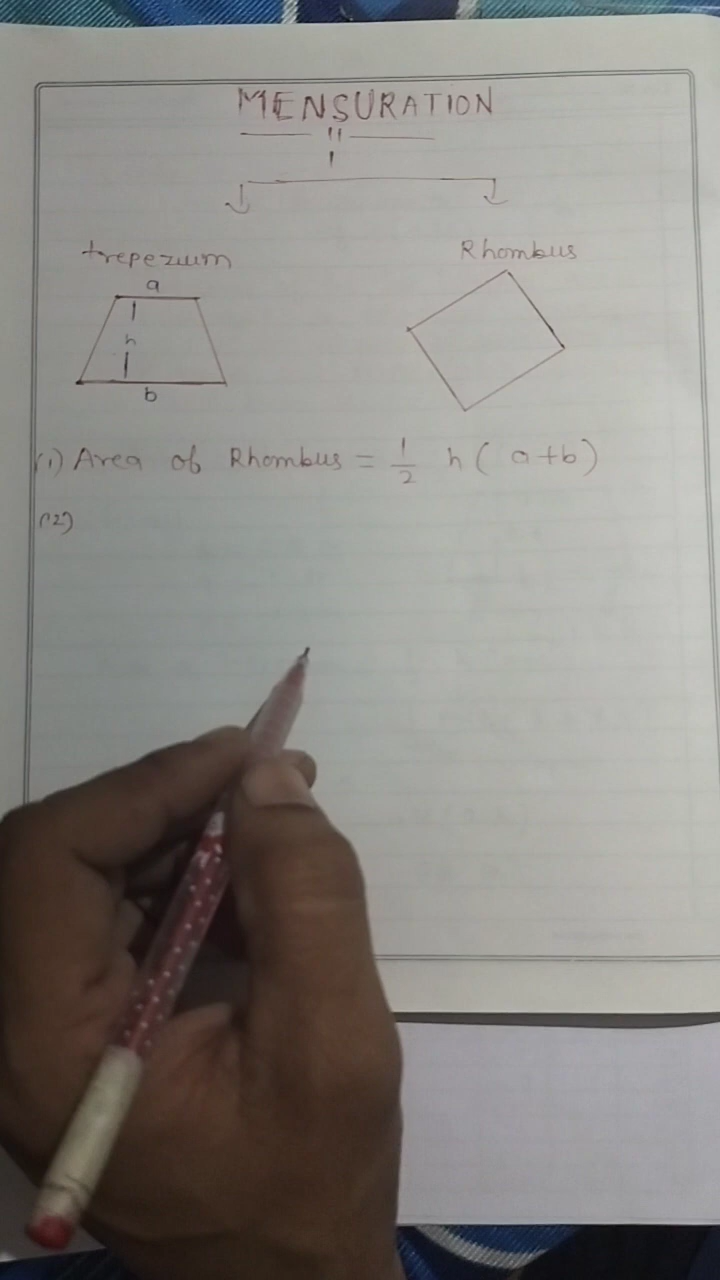 MENSURATION
trepezium Rhombus
a
h
b
(1) Area of Rhombus = 1/2 h ( a+b)
(2)